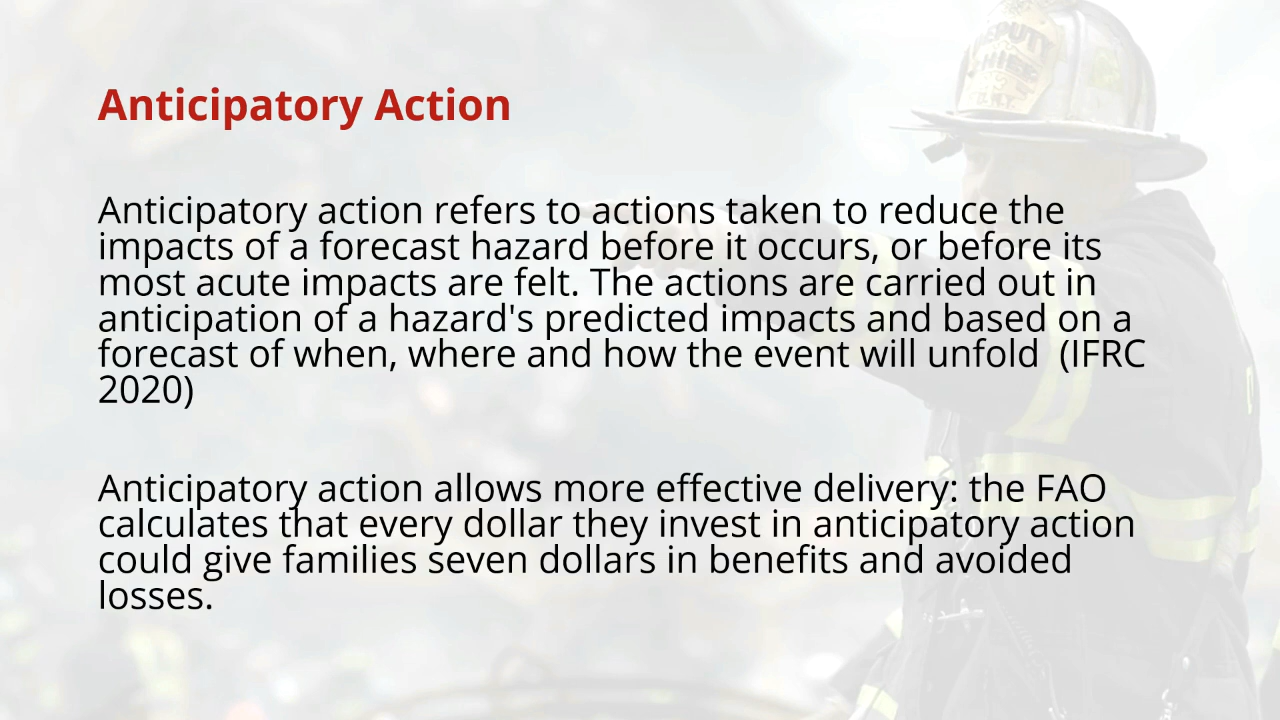 Anticipatory Action
Anticipatory action refers to actions taken to reduce the
impacts of a forecast hazard before it occurs, or before its
most acute impacts are felt. The actions are carried out in
anticipation of a hazard's predicted impacts and based on a
forecast of when, where and how the event will unfold  (IFRC
2020)
Anticipatory action allows more effective delivery: the FAO
calculates that every dollar they invest in anticipatory action
could give families seven dollars in benefits and avoided
losses.
DEPUTY
CHIEF